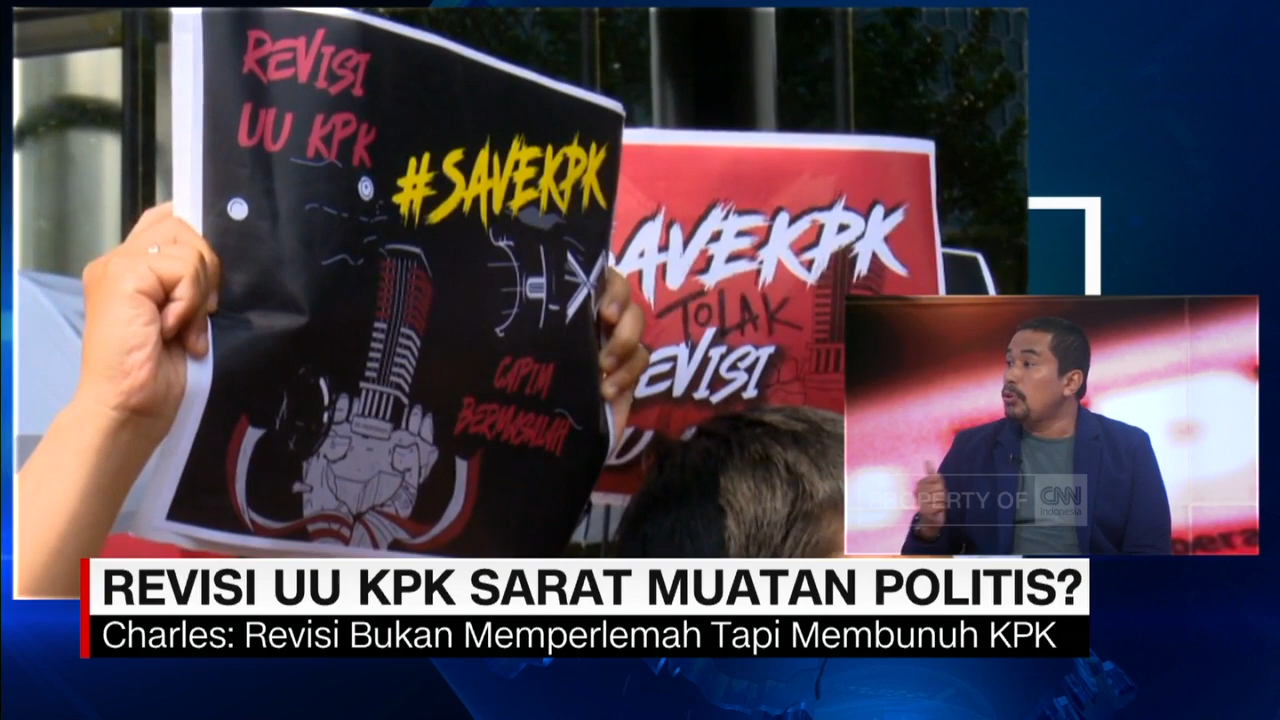 REVISI
UU KPK
#SAVEKPK
CAPIM
BERMASALAH
AVEKPK
TOLAK
REVISI
PROPERTY OF CNN
Indonesia
REVISI UU KPK SARAT MUATAN POLITIS?
Charles: Revisi Bukan Memperlemah Tapi Membunuh KPK